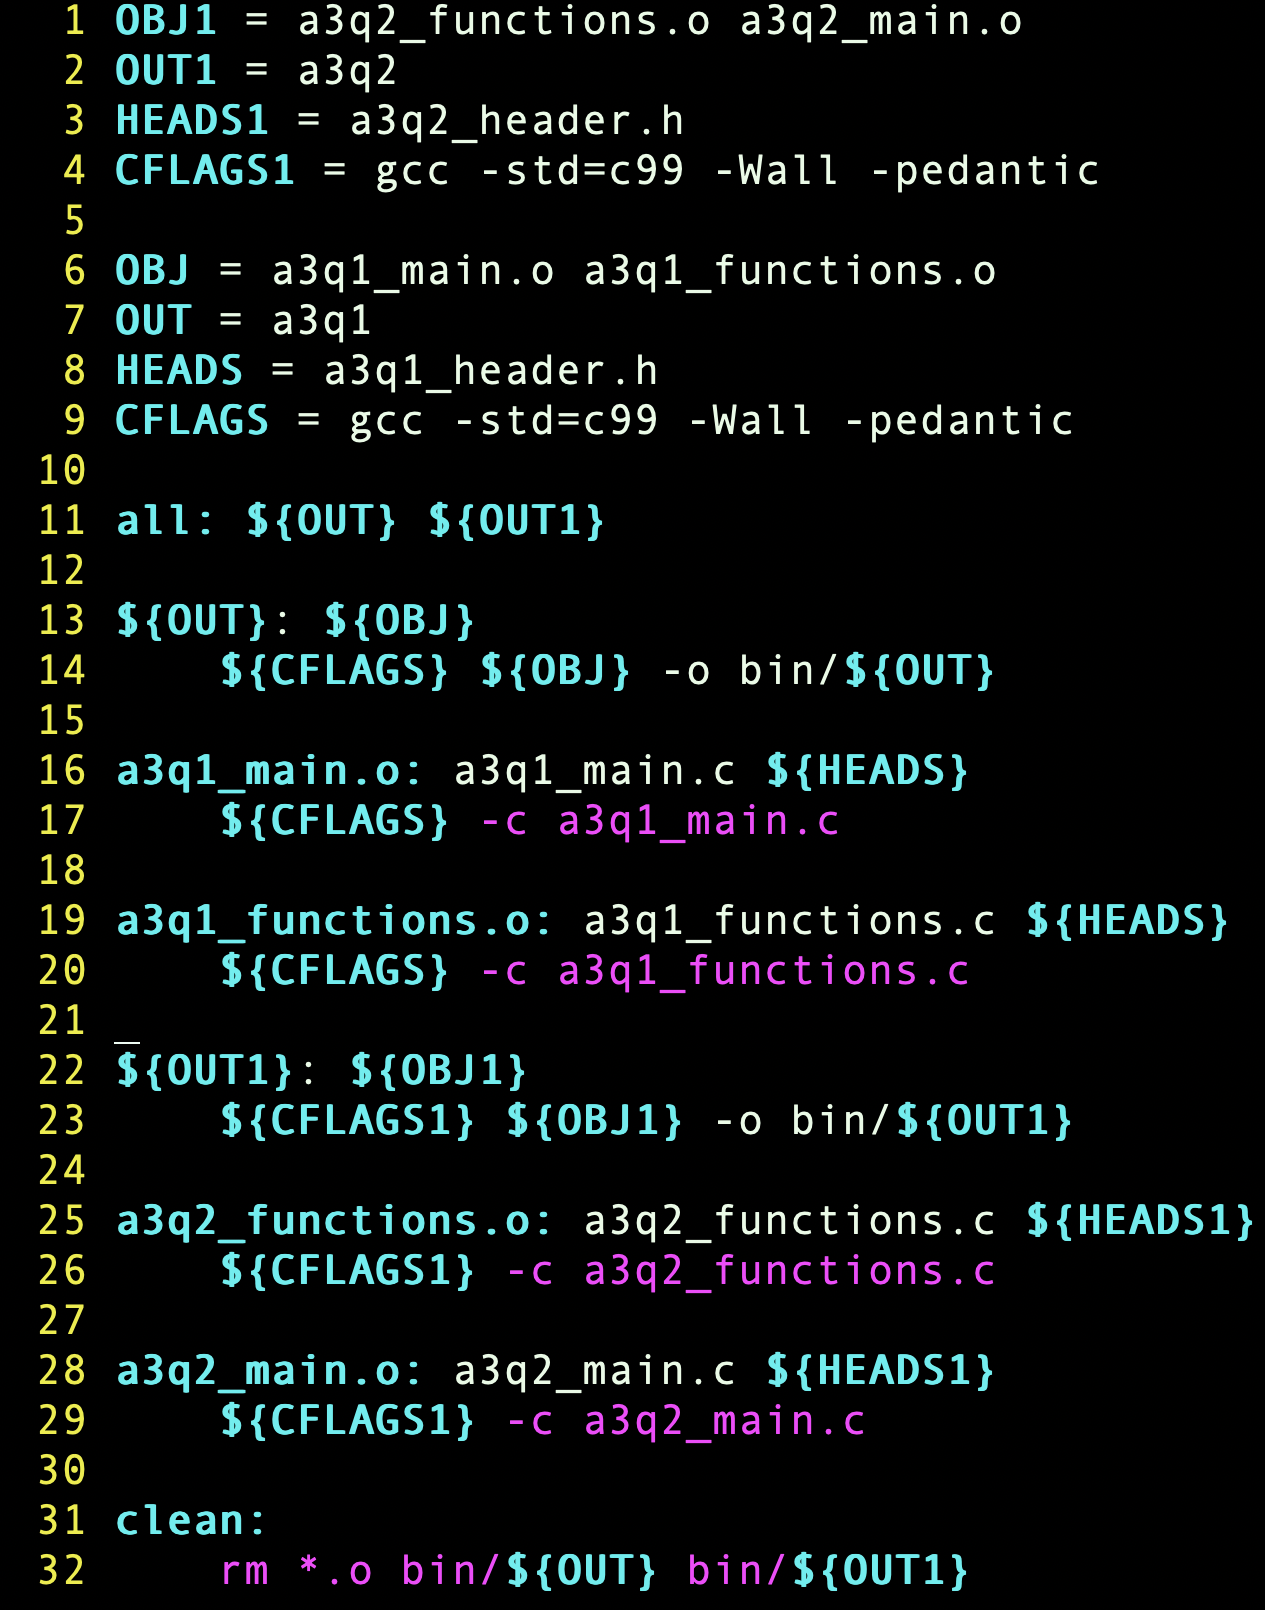 1 OBJ1 = a3q2_functions.o a3q2_main.o
2 OUT1 = a3q2
3 HEADS1 = a3q2_header.h
4 CFLAGS1 = gcc -std=c99 -Wall -pedantic
5
6 OBJ = a3q1_main.o a3q1_functions.o
7 OUT = a3q1
8 HEADS = a3q1_header.h
9 CFLAGS = gcc -std=c99 -Wall -pedantic
10
11 all: ${OUT} ${OUT1}
12
13 ${OUT}: ${OBJ}
14     ${CFLAGS} ${OBJ} -o bin/${OUT}
15
16 a3q1_main.o: a3q1_main.c ${HEADS}
17     ${CFLAGS} -c a3q1_main.c
18
19 a3q1_functions.o: a3q1_functions.c ${HEADS}
20     ${CFLAGS} -c a3q1_functions.c
21
22 ${OUT1}: ${OBJ1}
23     ${CFLAGS1} ${OBJ1} -o bin/${OUT1}
24
25 a3q2_functions.o: a3q2_functions.c ${HEADS1}
26     ${CFLAGS1} -c a3q2_functions.c
27
28 a3q2_main.o: a3q2_main.c ${HEADS1}
29     ${CFLAGS1} -c a3q2_main.c
30
31 clean:
32     rm *.o bin/${OUT} bin/${OUT1}